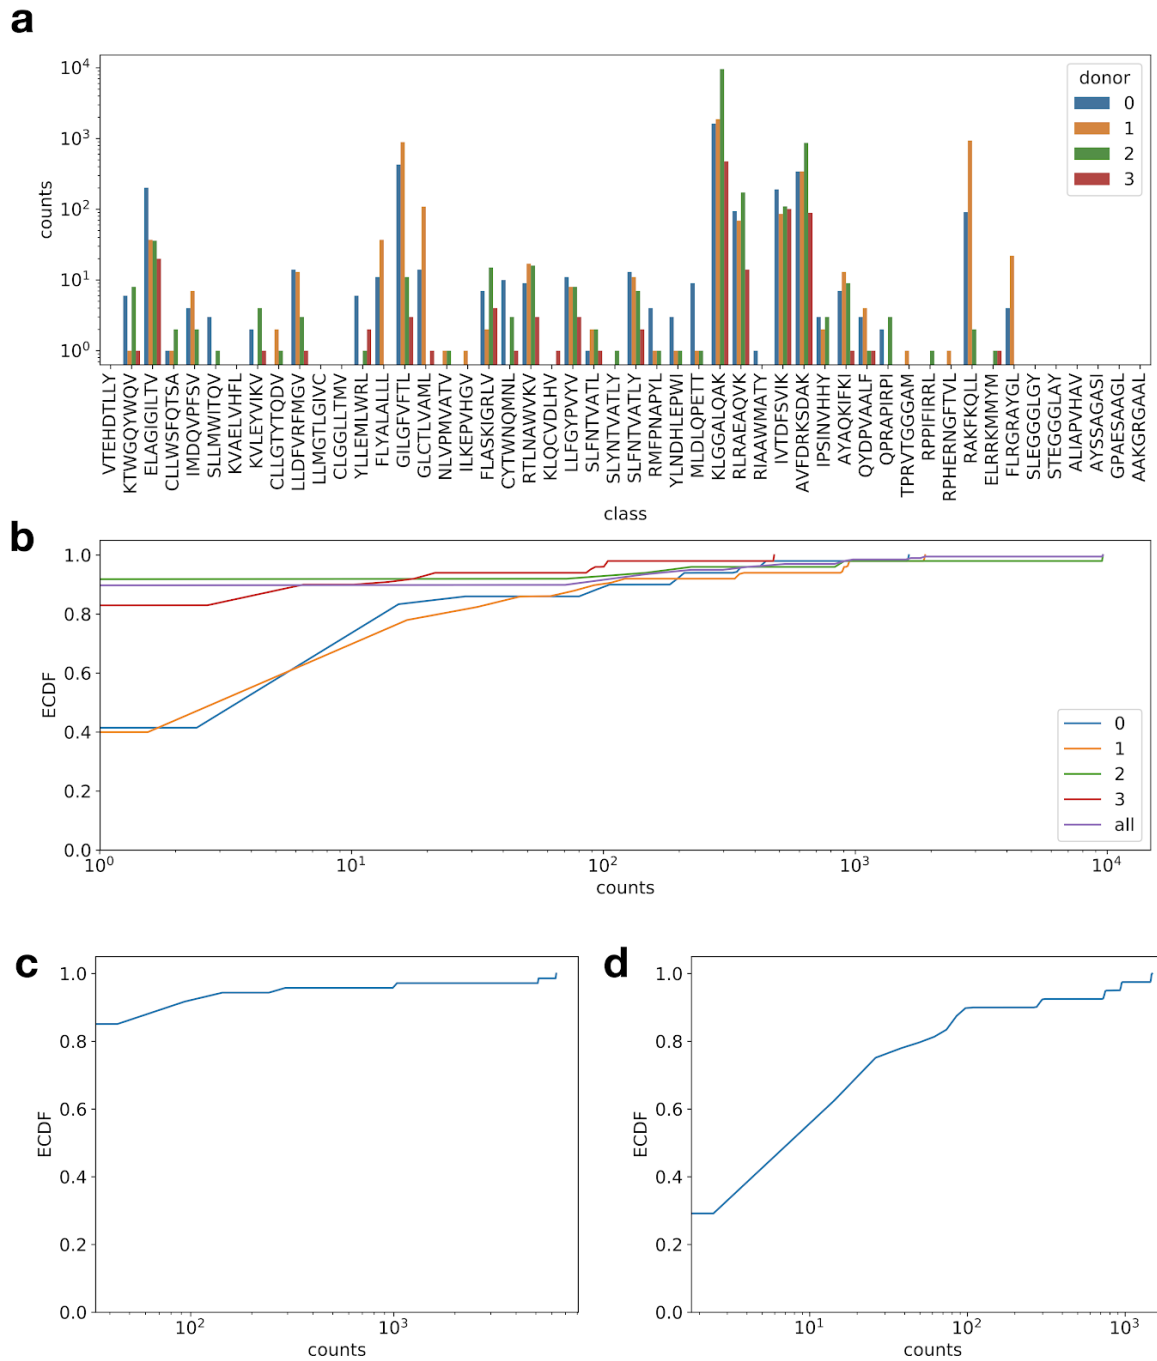 a
10^4
10^3
10^2
10^1
10^0
counts
donor
0
1
2
3
VTEHDTLLY
KTWGQYWQV
ELAGIGILTV
CLLWSFQTSA
IMDQVPFSV
SLLMWITQV
KVAELVHFL
KVLEYVIKV
CLLGTYTQDV
LLDFVRFMGV
LLMGTLGIVC
CLGGLLTMV
YLLEMLWRL
FLYALALLL
GILGFVFTL
GLCTLVAML
NLVPMVATV
ILKEPVHGV
FLASKIGRLV
CYTWNQMNL
RTLNAWVKV
KLQCVDLHV
LLFGYPVYV
SLFNTVATL
SLYNTVATLY
SLFNTVATLY
RMFPNAPYL
YLNDHLEPWI
MLDLQPETT
KLGGALQAK
RLRAEAQVK
RIAAWMATY
IVTDFSVIK
AVFDRKSDAK
IPSINVHHY
AYAQKIFKI
QYDPVAALF
QPRAPIRPI
TPRVTGGGAM
RPPIFIRRL
RPHERNGFTVL
RAKFKQLL
ELRRKMMYM
FLRGRAYGL
SLEGGGLGY
STEGGGLAY
ALIAPVHAV
AYSSAGASI
GPAESAAGL
AAKGRGAAL
class
b
1.0
0.8
0.6
0.4
0.2
0.0
ECDF
0
1
2
3
all
10^0
10^1
10^2
10^3
10^4
counts
c
1.0
0.8
0.6
0.4
0.2
0.0
ECDF
10^2
10^3
counts
d
1.0
0.8
0.6
0.4
0.2
0.0
ECDF
10^1
10^2
10^3
counts